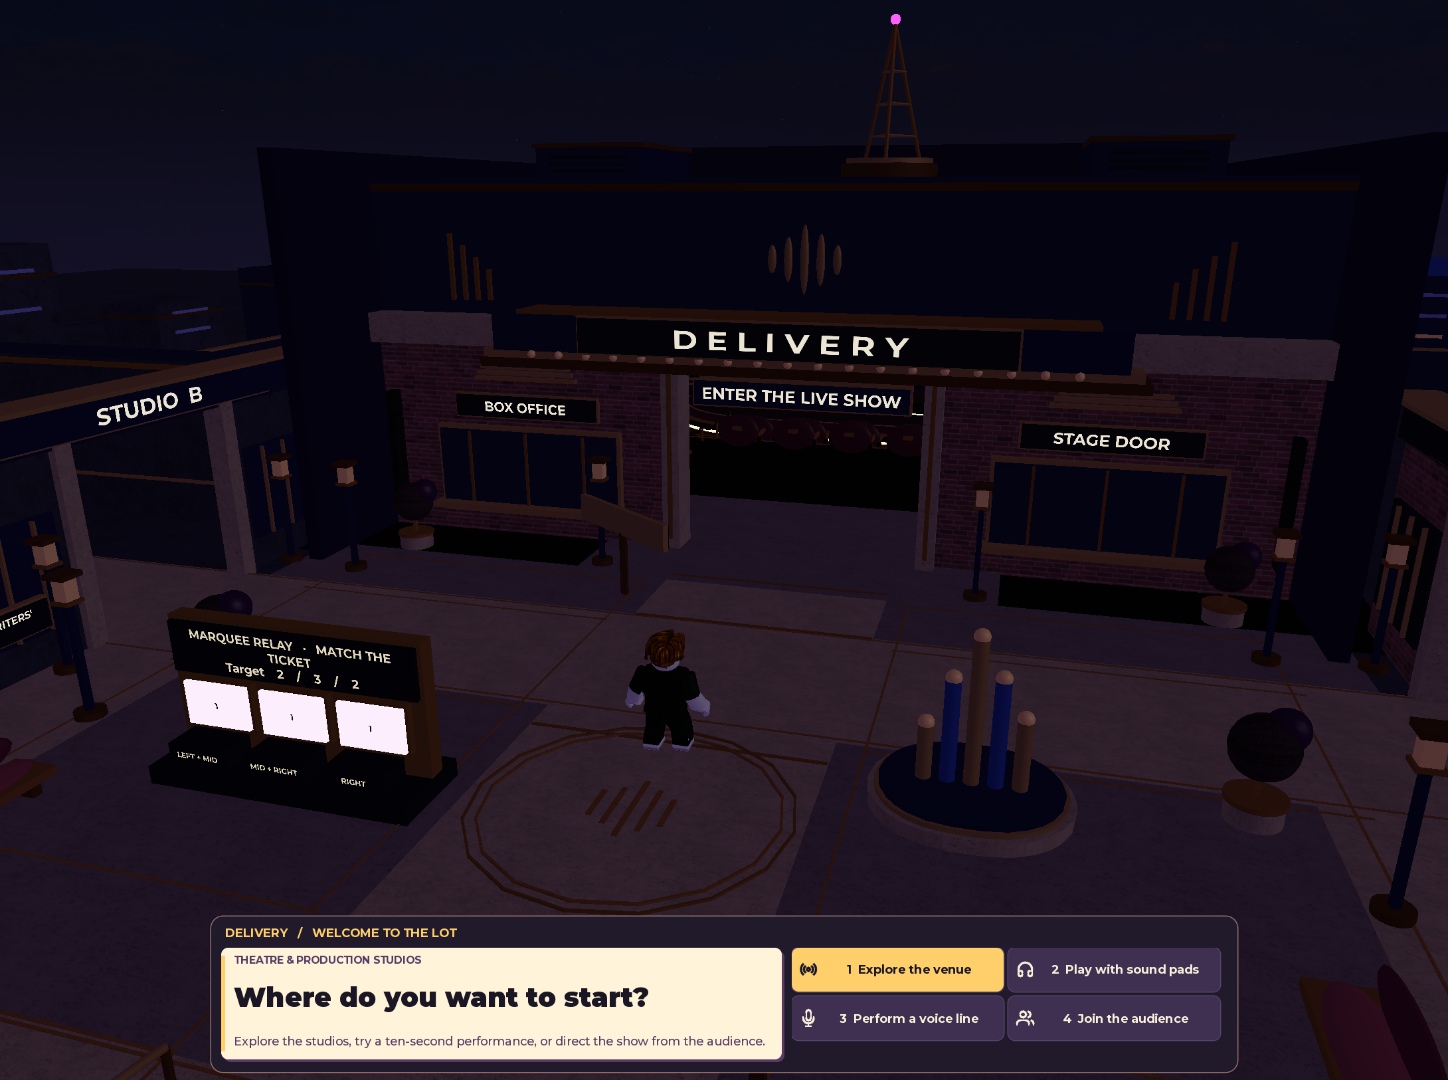 DELIVERY
ENTER THE LIVE SHOW
STUDIO B
BOX OFFICE
STAGE DOOR
MARQUEE RELAY · MATCH THE
TICKET
Target 2 / 3 / 2
1 1 1
LEFT + MID
MID + RIGHT
RIGHT
DELIVERY / WELCOME TO THE LOT
THEATRE & PRODUCTION STUDIOS
Where do you want to start?
Explore the studios, try a ten-second performance, or direct the show from the audience.
1 Explore the venue
2 Play with sound pads
3 Perform a voice line
4 Join the audience